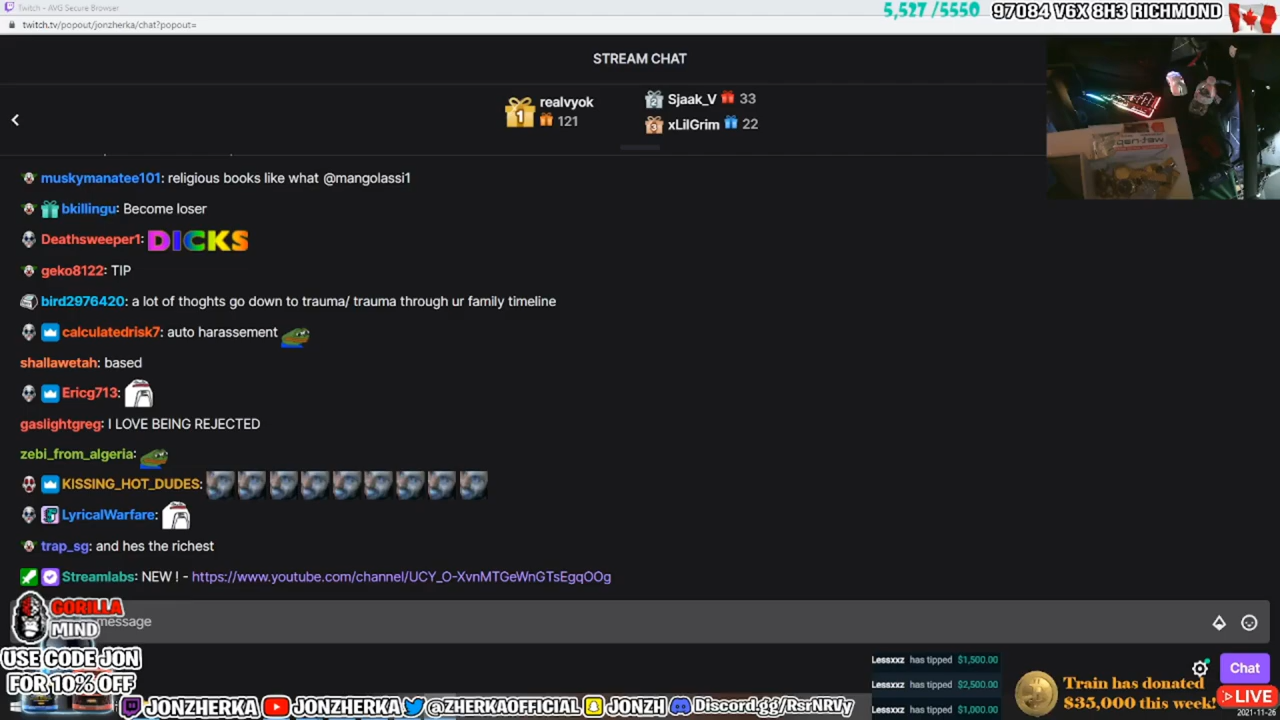 Twitch - AVG Secure Browser
twitch.tv/popout/jonzherka/chat?popout=
5,527 /5550
97084 V6X 8H3 RICHMOND
STREAM CHAT
1 realvyok
121
2 Sjaak_V 33
3 xLilGrim 22
muskymanatee101: religious books like what @mangolassi1
bkillingu: Become loser
Deathsweeper1: DICKS
geko8122: TIP
bird2976420: a lot of thoghts go down to trauma/ trauma through ur family timeline
calculatedrisk7: auto harassement
shallawetah: based
Ericg713:
gaslightgreg: I LOVE BEING REJECTED
zebi_from_algeria:
KISSING_HOT_DUDES:
LyricalWarfare:
trap_sg: and hes the richest
Streamlabs: NEW ! - https://www.youtube.com/channel/UCY_O-XvnMTGeWnGTsEgqOOg
GORILLA
MIND
message
USE CODE JON
FOR 10% OFF
Lessxxz has tipped $1,500.00
Lessxxz has tipped $2,500.00
Lessxxz has tipped $1,000.00
Train has donated
$35,000 this week!
Chat
LIVE
2021-11-26
JONZHERKA
JONZHERKA
@ZHERKAOFFICIAL
JONZH
Discord.gg/RsrNRVy